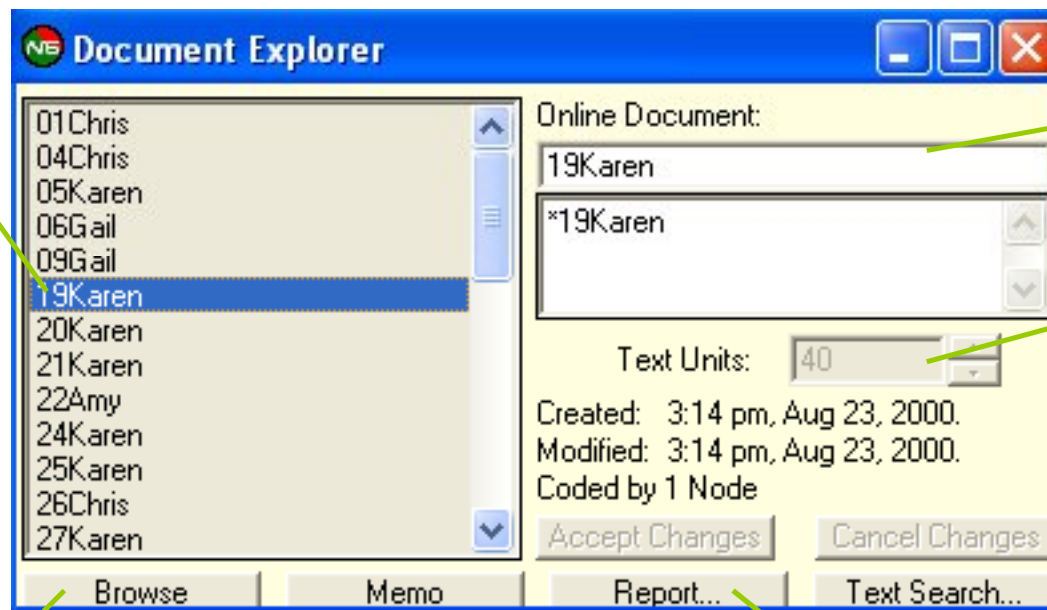 N6 Document Explorer
01Chris
04Chris
05Karen
06Gail
09Gail
19Karen
20Karen
21Karen
22Amy
24Karen
25Karen
26Chris
27Karen
Online Document:
19Karen
*19Karen
Text Units: 40
Created: 3:14 pm, Aug 23, 2000.
Modified: 3:14 pm, Aug 23, 2000.
Coded by 1 Node
Accept Changes Cancel Changes
Browse Memo Report... Text Search...